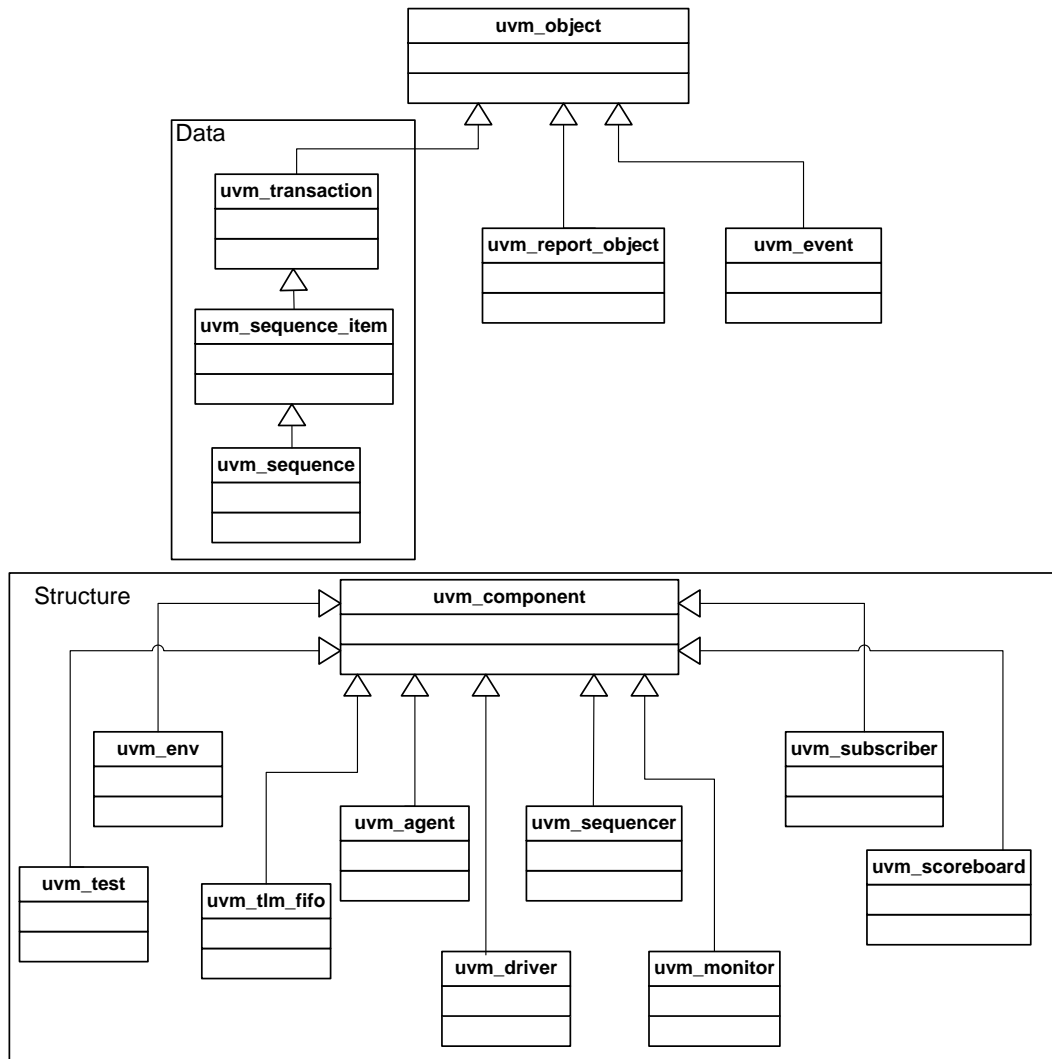 uvm_object
Data
uvm_transaction
uvm_report_object
uvm_event
uvm_sequence_item
uvm_sequence
Structure
uvm_component
uvm_env
uvm_subscriber
uvm_agent
uvm_sequencer
uvm_test
uvm_tlm_fifo
uvm_scoreboard
uvm_driver
uvm_monitor